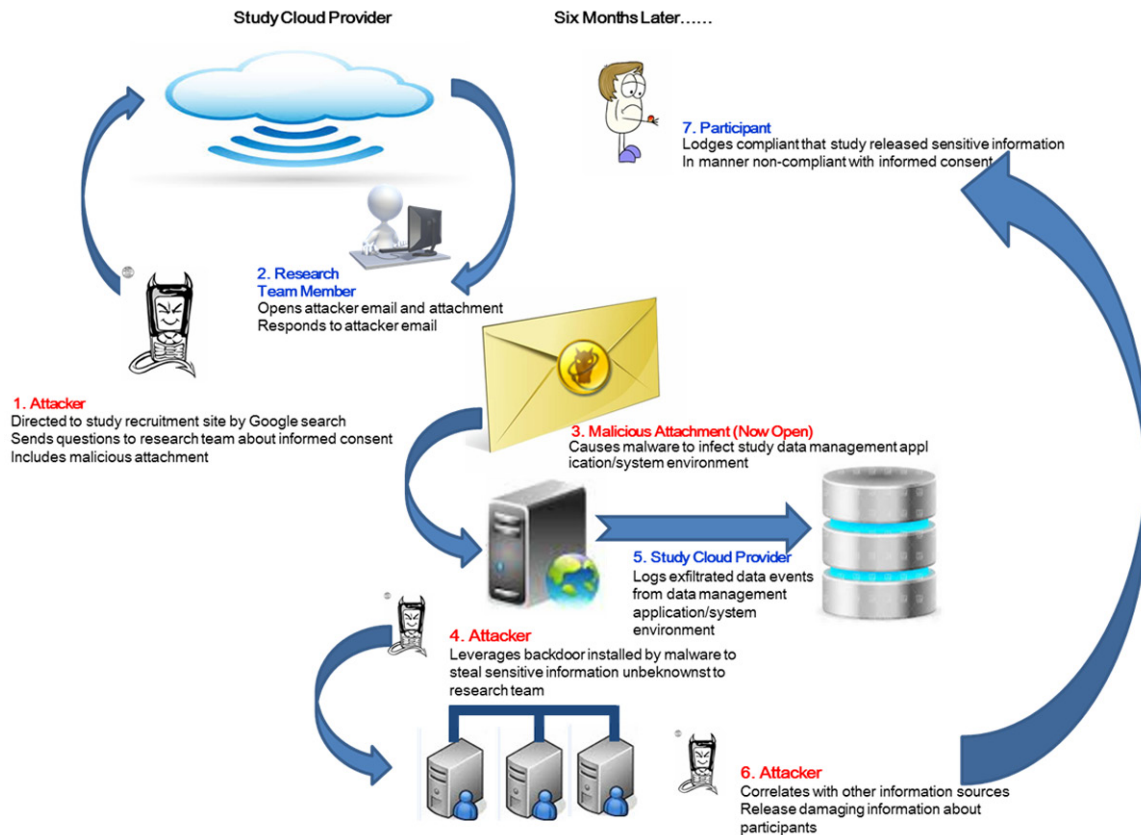 Study Cloud Provider
Six Months Later......
7. Participant
Lodges compliant that study released sensitive information
In manner non-compliant with informed consent
2. Research
Team Member
Opens attacker email and attachment
Responds to attacker email
1. Attacker
Directed to study recruitment site by Google search
Sends questions to research team about informed consent
Includes malicious attachment
3. Malicious Attachment (Now Open)
Causes malware to infect study data management appl
ication/system environment
5. Study Cloud Provider
Logs exfiltrated data events
from data management
application/system
environment
4. Attacker
Leverages backdoor installed by malware to
steal sensitive information unbeknownst to
research team
6. Attacker
Correlates with other information sources
Release damaging information about
participants